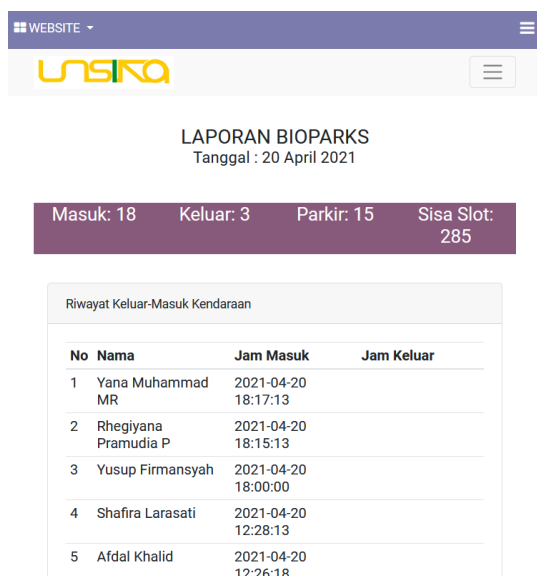 WEBSITE
UNSIKA
LAPORAN BIOPARKS
Tanggal : 20 April 2021
Masuk: 18 Keluar: 3 Parkir: 15 Sisa Slot:
285
Riwayat Keluar-Masuk Kendaraan
No Nama Jam Masuk Jam Keluar
1 Yana Muhammad 2021-04-20
MR 18:17:13
2 Rhegiyana 2021-04-20
Pramudia P 18:15:13
3 Yusup Firmansyah 2021-04-20
18:00:00
4 Shafira Larasati 2021-04-20
12:28:13
5 Afdal Khalid 2021-04-20
12:26:18